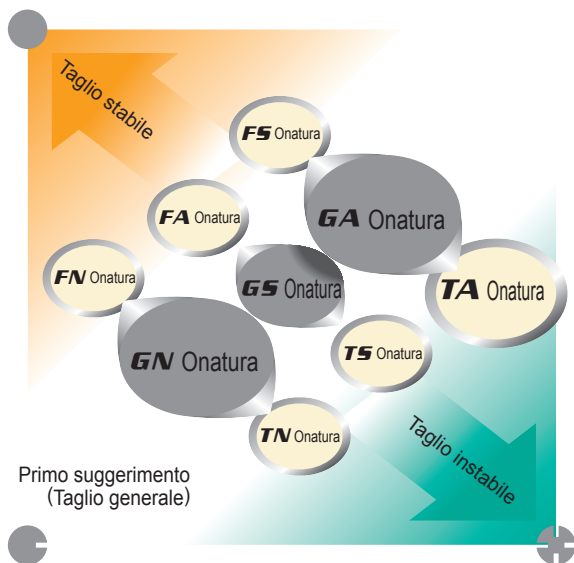 Taglio stabile
FS Onatura
FA Onatura
GA Onatura
FN Onatura
GS Onatura
TA Onatura
GN Onatura
TS Onatura
TN Onatura
Taglio instabile
Primo suggerimento
(Taglio generale)